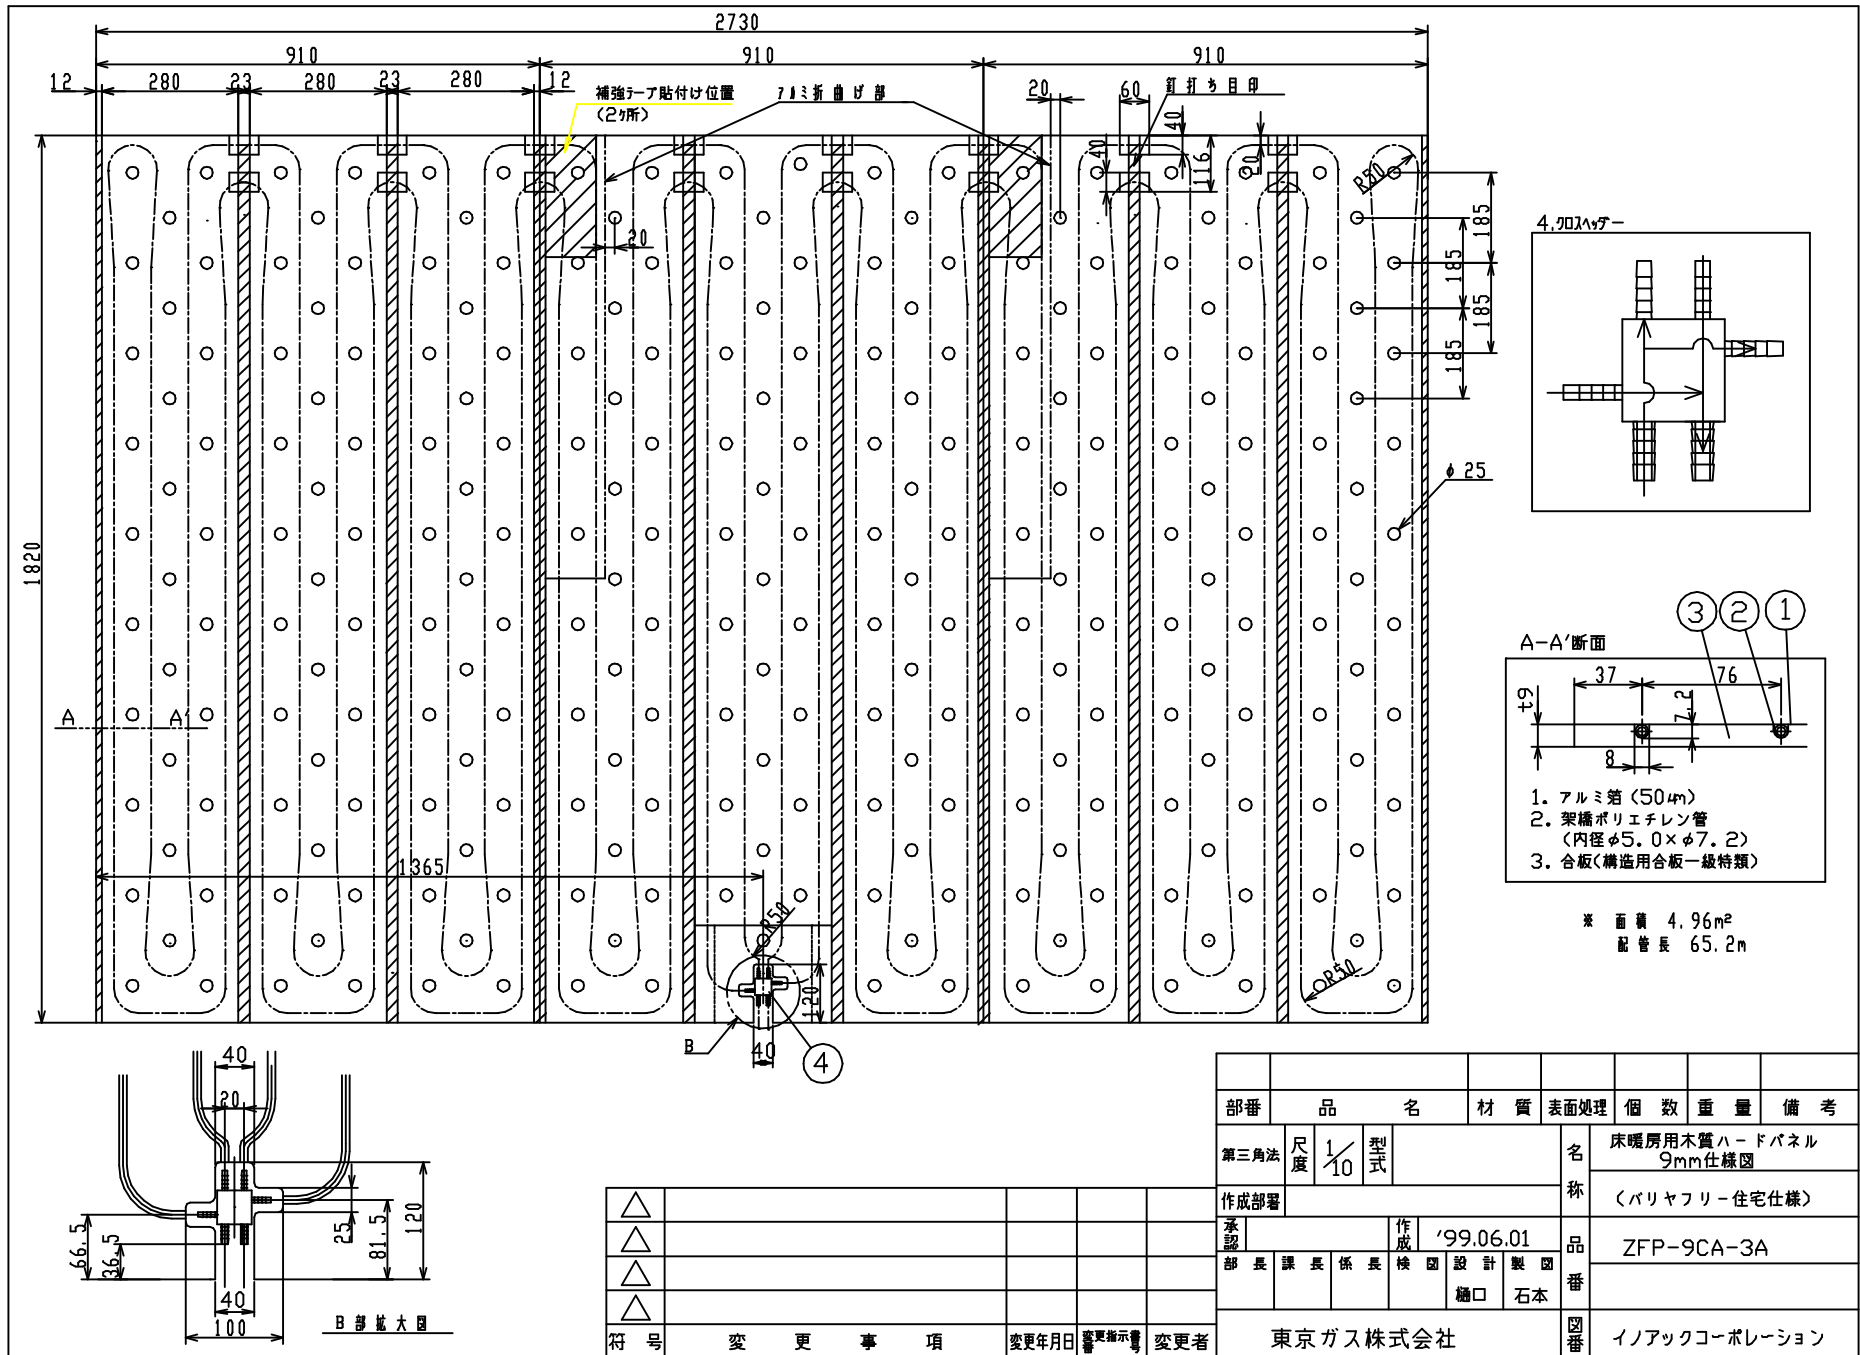 2730
910
910
910
12
280
23
280
23
280
12
補強テープ貼付け位置
(2ヶ所)
アルミ折曲げ部
20
60
釘打ち目印
40
40
116
20
R50
20
185
185
185
185
φ25
1820
A
A'
1365
R50
R50
120
40
B
4
4.クロスヘッダー
3
2
1
A-A'断面
37
76
t9
7.2
8
1. アルミ箔(50μm)
2. 架橋ポリエチレン管
(内径φ5.0×φ7.2)
3. 合板(構造用合板一級特類)
※ 面積 4.96m²
配管長 65.2m
40
20
66.5
36.5
25
81.5
120
40
100
B部拡大図
符号
変更事項
変更年月日
変更指示書番号
変更者
部番
品名
材質
表面処理
個数
重量
備考
第三角法
尺度
1/10
型式
名称
床暖房用木質ハードパネル
9mm仕様図
(バリヤフリー住宅仕様)
作成部署
承認
作成
'99.06.01
品番
ZFP-9CA-3A
部長
課長
係長
検図
設計
製図
樋口
石本
東京ガス株式会社
図番
イノアックコーポレーション